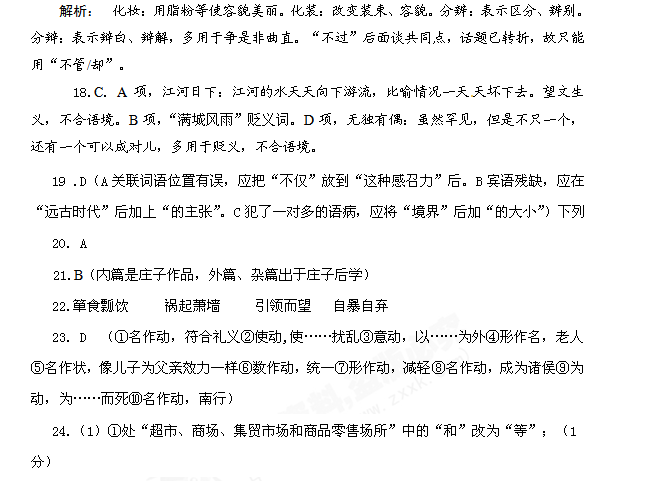 解析： 化妆：用脂粉等使容貌美丽。化装：改变装束、容貌。分辨：表示区分、辨别。
分辩：表示辩白、辩解，多用于争是非曲直。“不过”后面谈共同点，话题已转折，故只能
用“不管/却”。
18.C. A 项，江河日下：江河的水天天向下游流，比喻情况一天天坏下去。望文生
义，不合语境。B 项，“满城风雨”贬义词。D 项，无独有偶：虽然罕见，但是不只一个，
还有一个可以成对儿，多用于贬义，不合语境。
19 .D（A 关联词语位置有误，应把“不仅”放到“这种感召力”后。B 宾语残缺，应在
“远古时代”后加上“的主张”。C 犯了一对多的语病，应将“境界”后加“的大小”）下列
20. A
21.B（内篇是庄子作品，外篇、杂篇出于庄子后学）
22.箪食瓢饮 祸起萧墙 引领而望 自暴自弃
23. D （①名作动，符合礼义②使动,使……扰乱③意动，以……为外④形作名，老人
⑤名作状，像儿子为父亲效力一样⑥数作动，统一⑦形作动，减轻⑧名作动，成为诸侯⑨为
动，为……而死⑩名作动，南行）
24.（1）①处“超市、商场、集贸市场和商品零售场所”中的“和”改为“等”；（1
分）